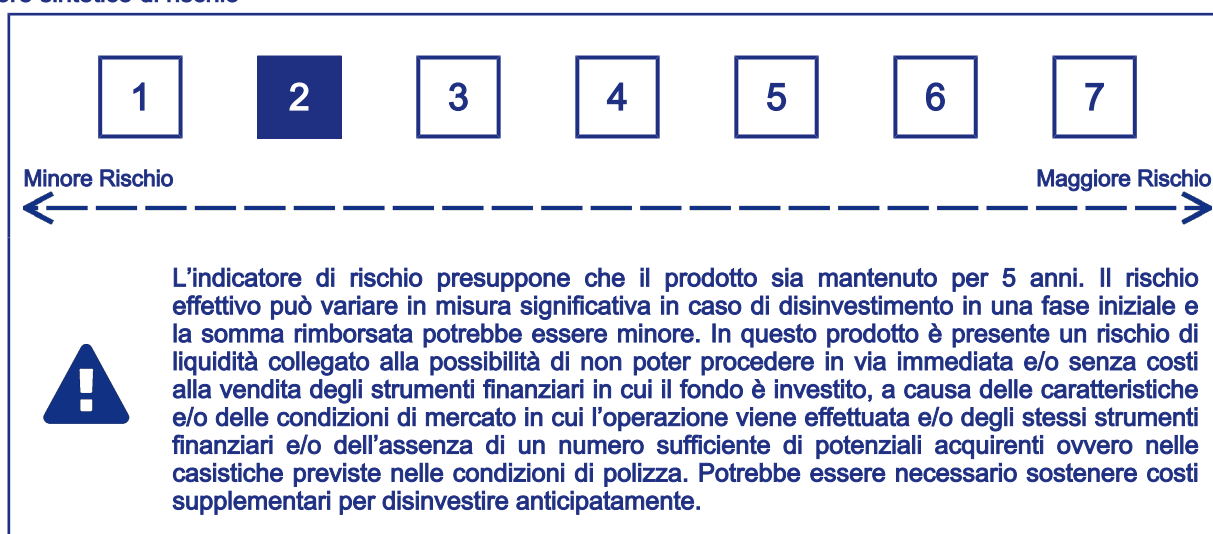 1 2 3 4 5 6 7
Minore Rischio Maggiore Rischio
L'indicatore di rischio presuppone che il prodotto sia mantenuto per 5 anni. Il rischio
effettivo può variare in misura significativa in caso di disinvestimento in una fase iniziale e
la somma rimborsata potrebbe essere minore. In questo prodotto è presente un rischio di
liquidità collegato alla possibilità di non poter procedere in via immediata e/o senza costi
alla vendita degli strumenti finanziari in cui il fondo è investito, a causa delle caratteristiche
e/o delle condizioni di mercato in cui l'operazione viene effettuata e/o degli stessi strumenti
finanziari e/o dell'assenza di un numero sufficiente di potenziali acquirenti ovvero nelle
casistiche previste nelle condizioni di polizza. Potrebbe essere necessario sostenere costi
supplementari per disinvestire anticipatamente.